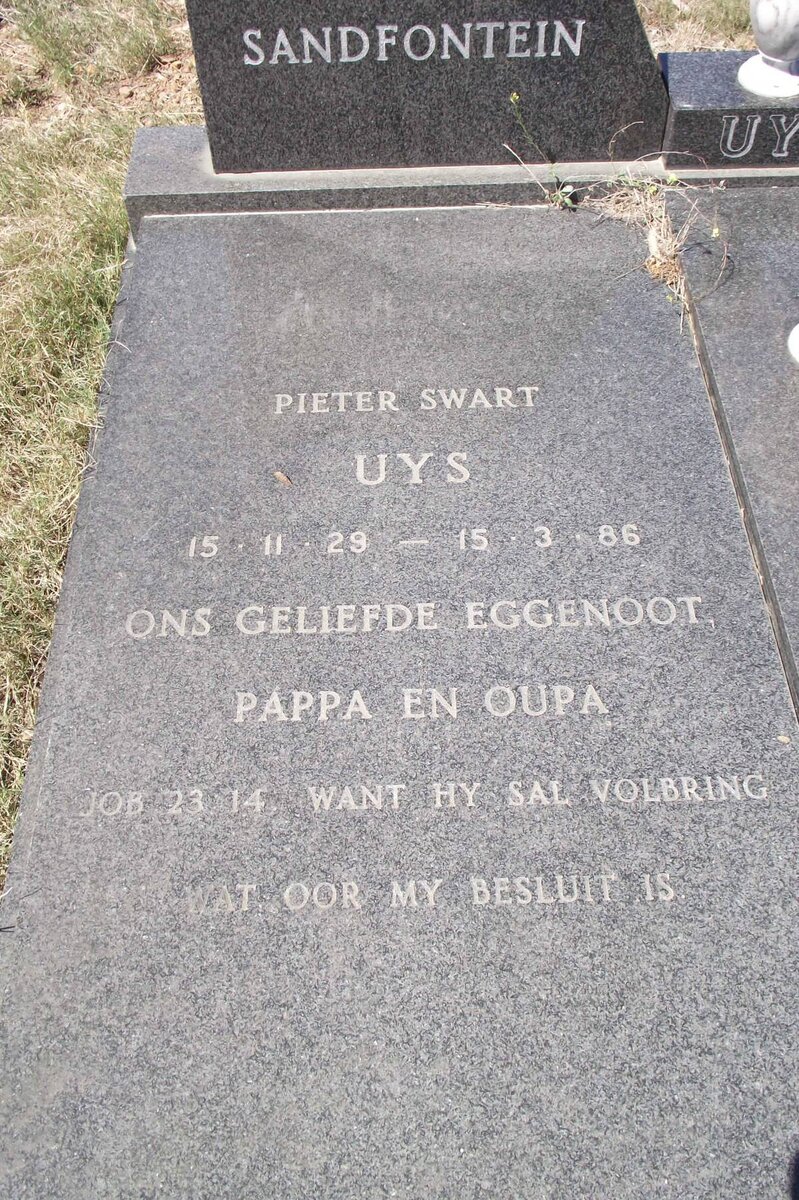 SANDFONTEIN
UY
PIETER SWART
UYS
15 · 11 · 29 — 15 · 3 · 86
ONS GELIEFDE EGGENOOT,
PAPPA EN OUPA
JOB 23 14 WANT HY SAL VOLBRING
WAT OOR MY BESLUIT IS